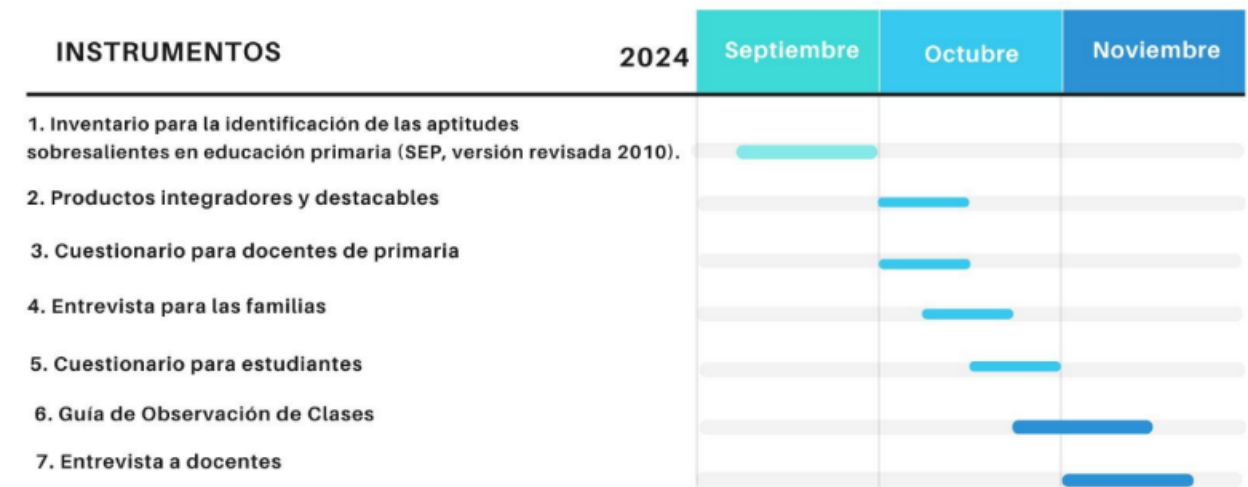 INSTRUMENTOS 2024 Septiembre Octubre Noviembre
1. Inventario para la identificación de las aptitudes
sobresalientes en educación primaria (SEP, versión revisada 2010).
2. Productos integradores y destacables
3. Cuestionario para docentes de primaria
4. Entrevista para las familias
5. Cuestionario para estudiantes
6. Guía de Observación de Clases
7. Entrevista a docentes